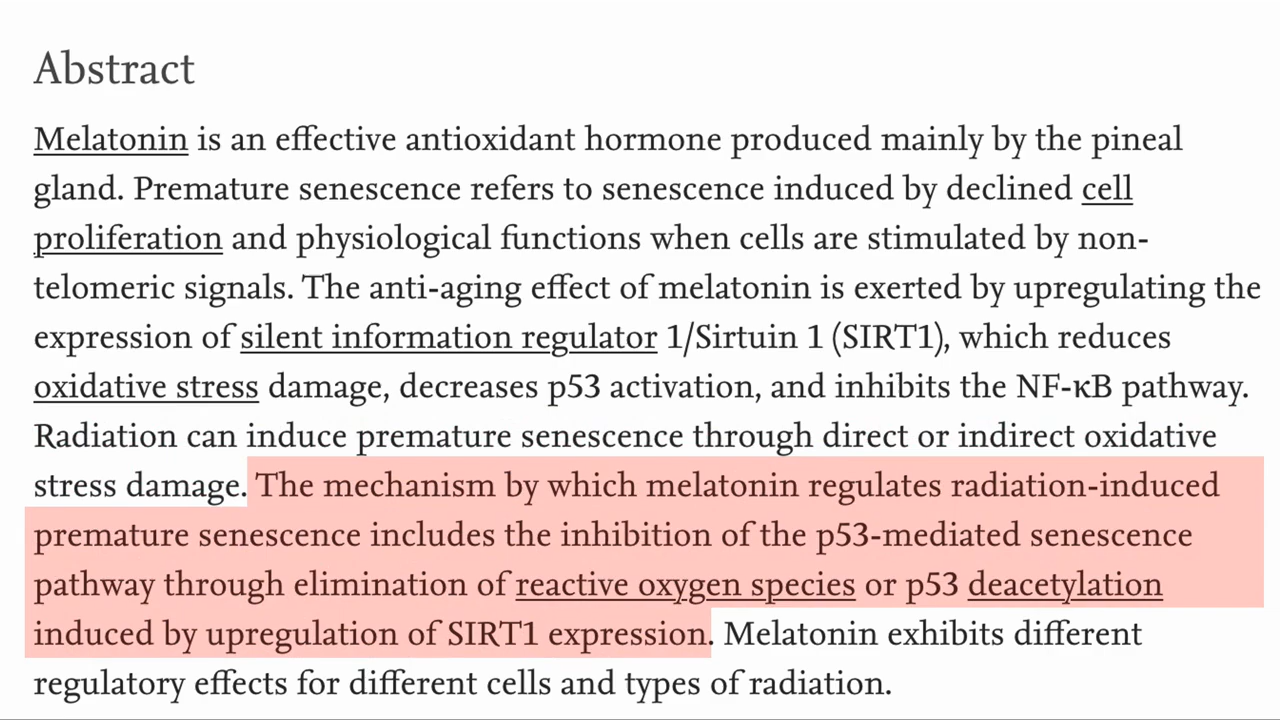 Abstract
Melatonin is an effective antioxidant hormone produced mainly by the pineal
gland. Premature senescence refers to senescence induced by declined cell
proliferation and physiological functions when cells are stimulated by non-
telomeric signals. The anti-aging effect of melatonin is exerted by upregulating the
expression of silent information regulator 1/Sirtuin 1 (SIRT1), which reduces
oxidative stress damage, decreases p53 activation, and inhibits the NF-κB pathway.
Radiation can induce premature senescence through direct or indirect oxidative
stress damage. The mechanism by which melatonin regulates radiation-induced
premature senescence includes the inhibition of the p53-mediated senescence
pathway through elimination of reactive oxygen species or p53 deacetylation
induced by upregulation of SIRT1 expression. Melatonin exhibits different
regulatory effects for different cells and types of radiation.